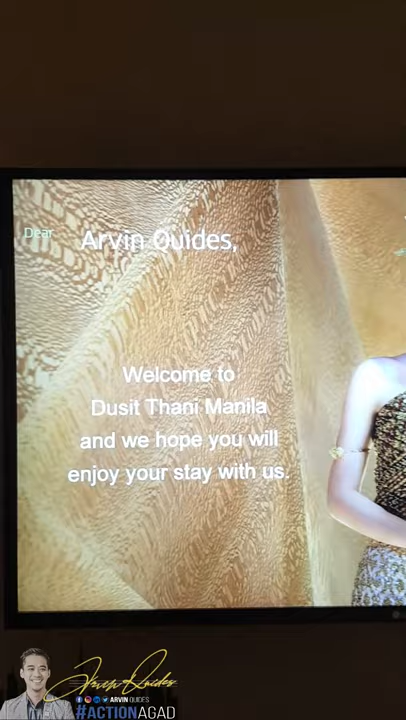 Dear Arvin Quides,
Welcome to
Dusit Thani Manila
and we hope you will
enjoy your stay with us.
Arvin Quides
ARVIN QUIDES
#ACTIONAGAD